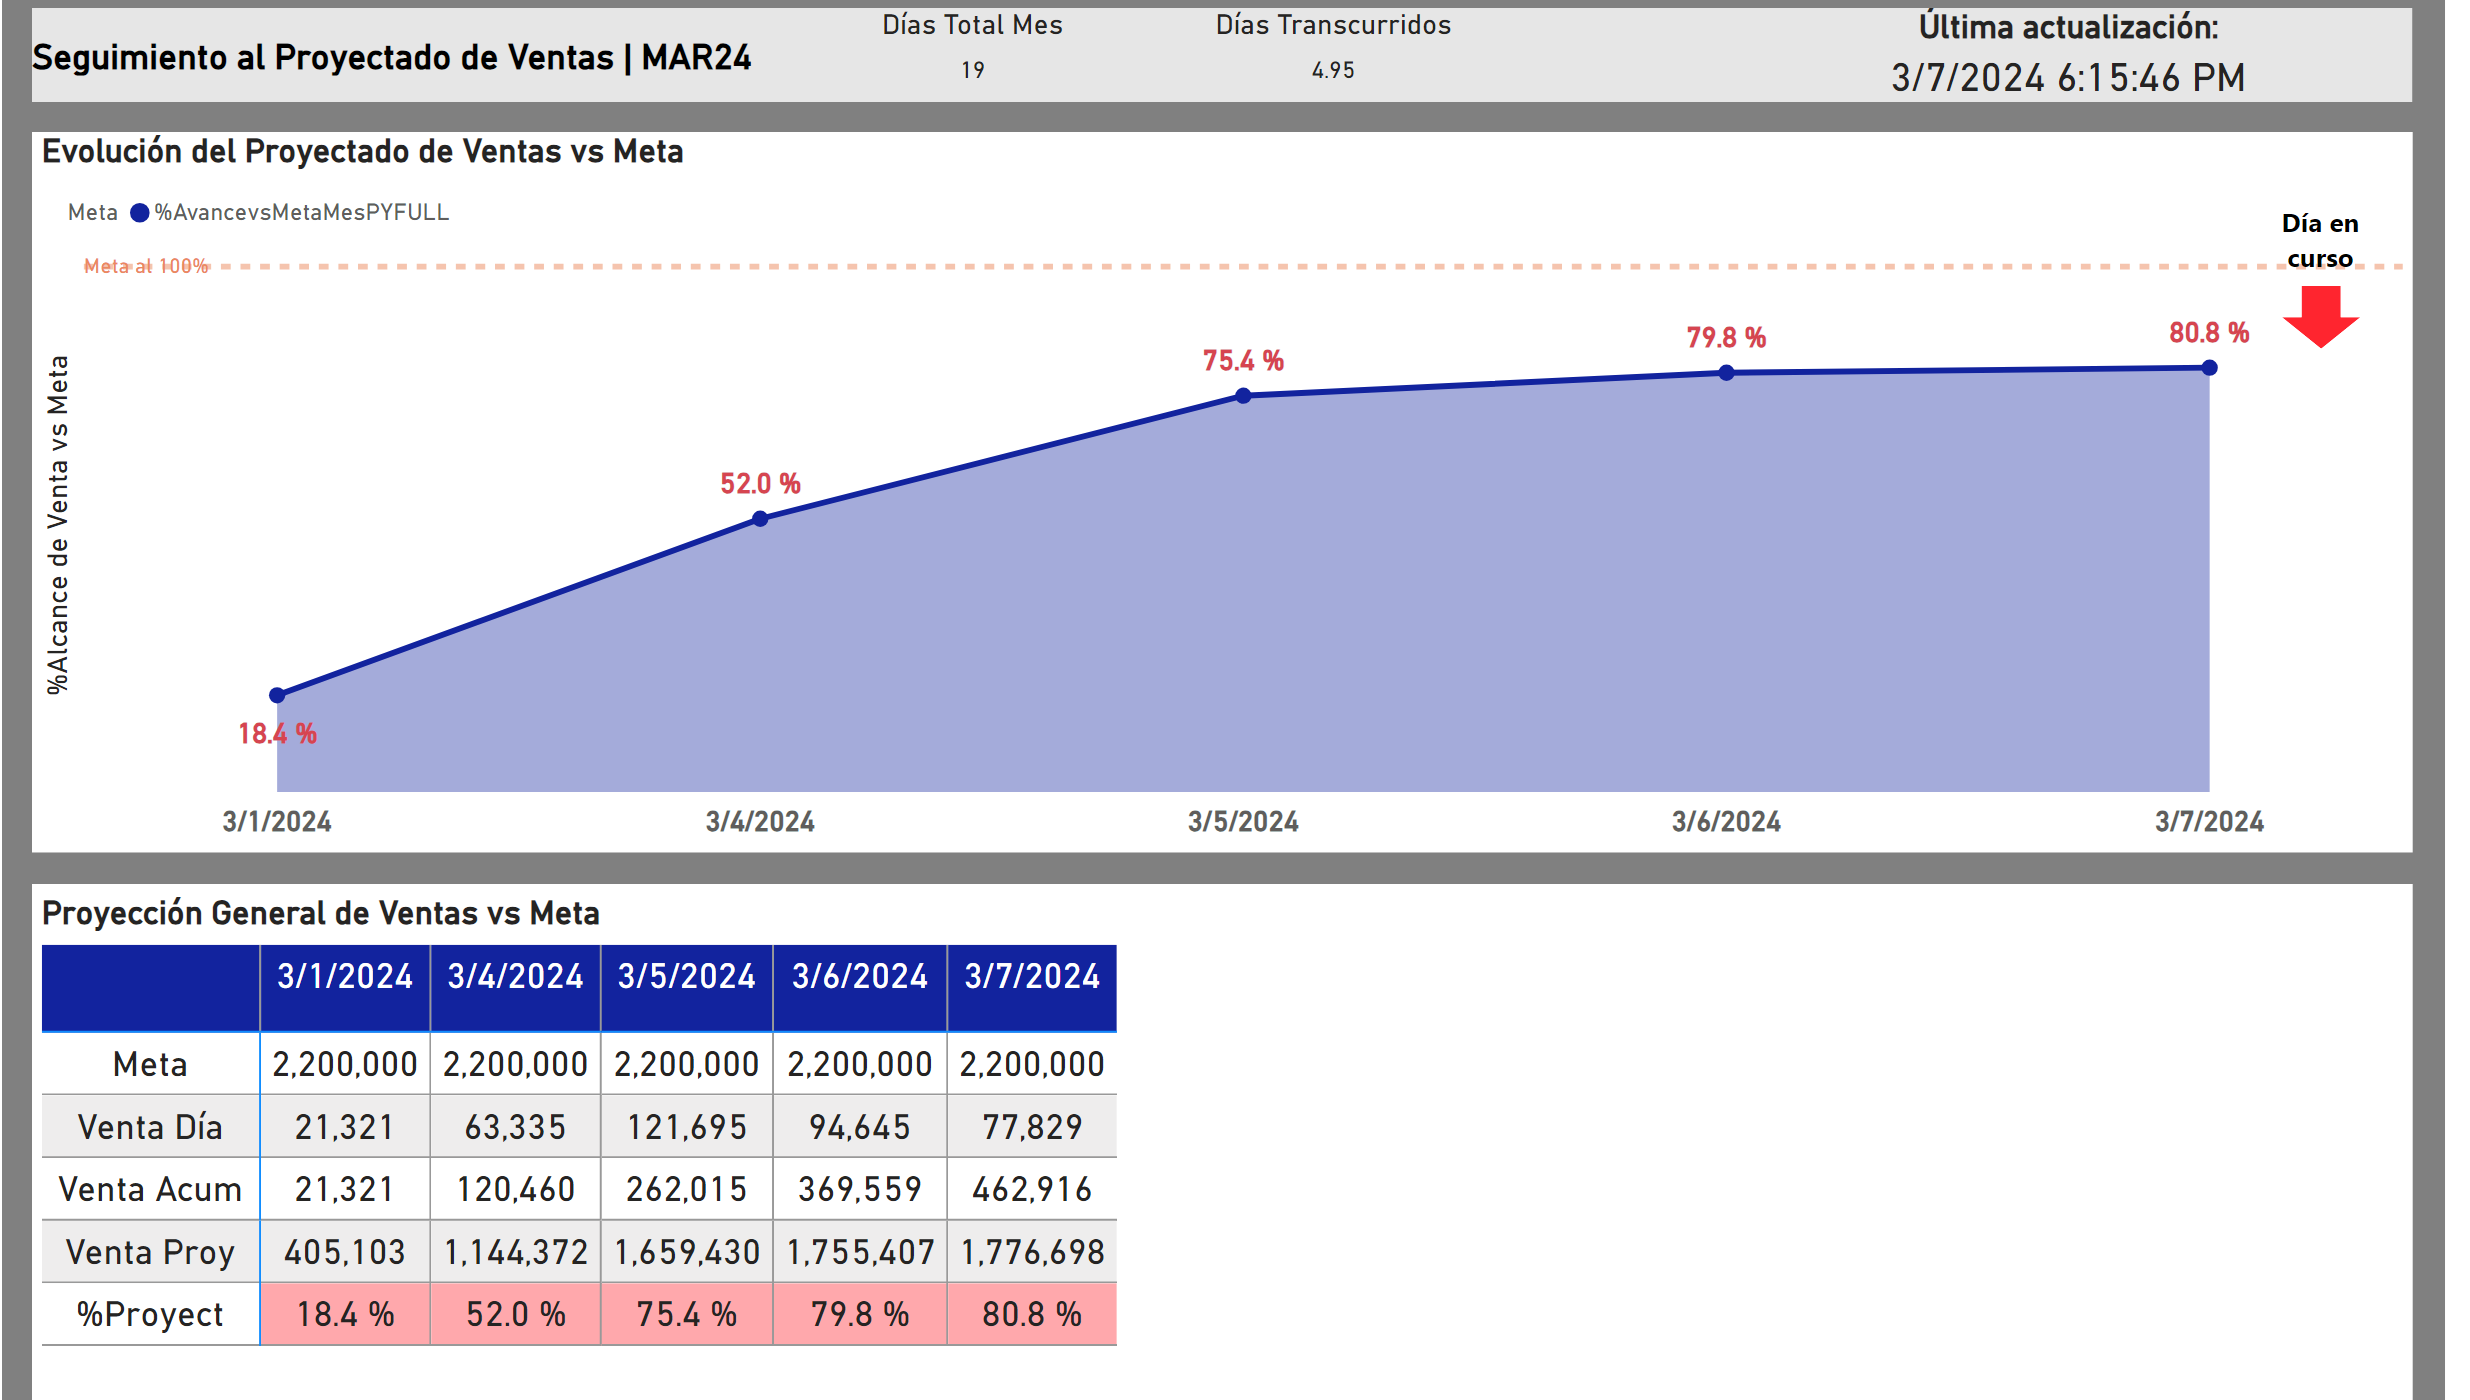 Seguimiento al Proyectado de Ventas | MAR24
Días Total Mes
19
Días Transcurridos
4.95
Última actualización:
3/7/2024 6:15:46 PM
Evolución del Proyectado de Ventas vs Meta
Meta %AvancevsMetaMesPYFULL
Meta al 100%
Día en
curso
%Alcance de Venta vs Meta
18.4 %
52.0 %
75.4 %
79.8 %
80.8 %
3/1/2024 3/4/2024 3/5/2024 3/6/2024 3/7/2024
Proyección General de Ventas vs Meta
3/1/2024 3/4/2024 3/5/2024 3/6/2024 3/7/2024
Meta 2,200,000 2,200,000 2,200,000 2,200,000 2,200,000
Venta Día 21,321 63,335 121,695 94,645 77,829
Venta Acum 21,321 120,460 262,015 369,559 462,916
Venta Proy 405,103 1,144,372 1,659,430 1,755,407 1,776,698
%Proyect 18.4 % 52.0 % 75.4 % 79.8 % 80.8 %